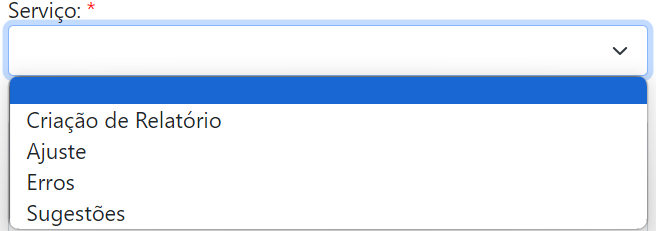 Serviço: *
Criação de Relatório
Ajuste
Erros
Sugestões